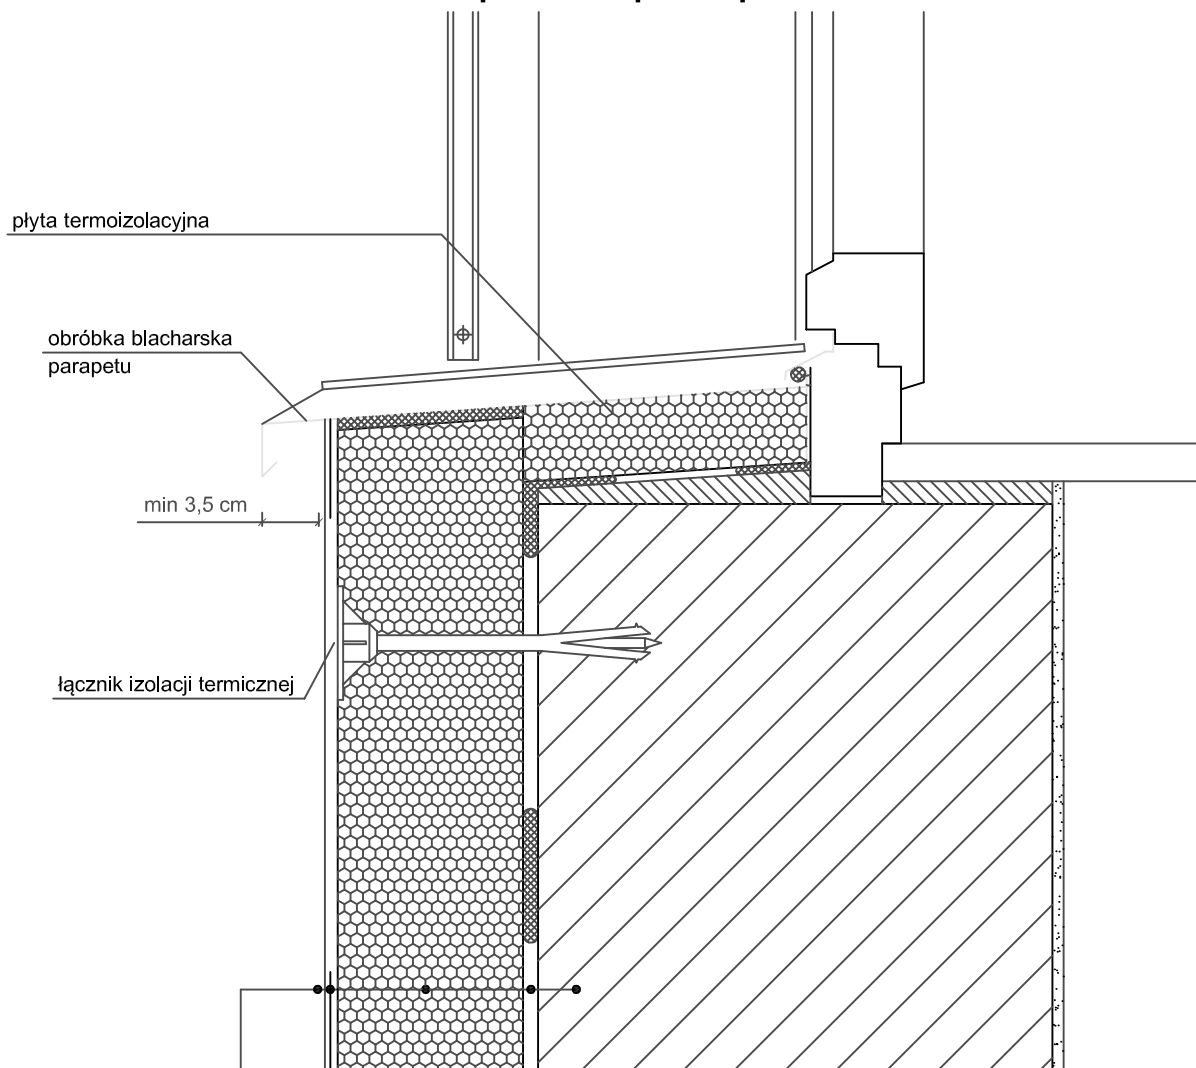 płyta termoizolacyjna
obróbka blacharska
parapetu
min 3,5 cm
łącznik izolacji termicznej